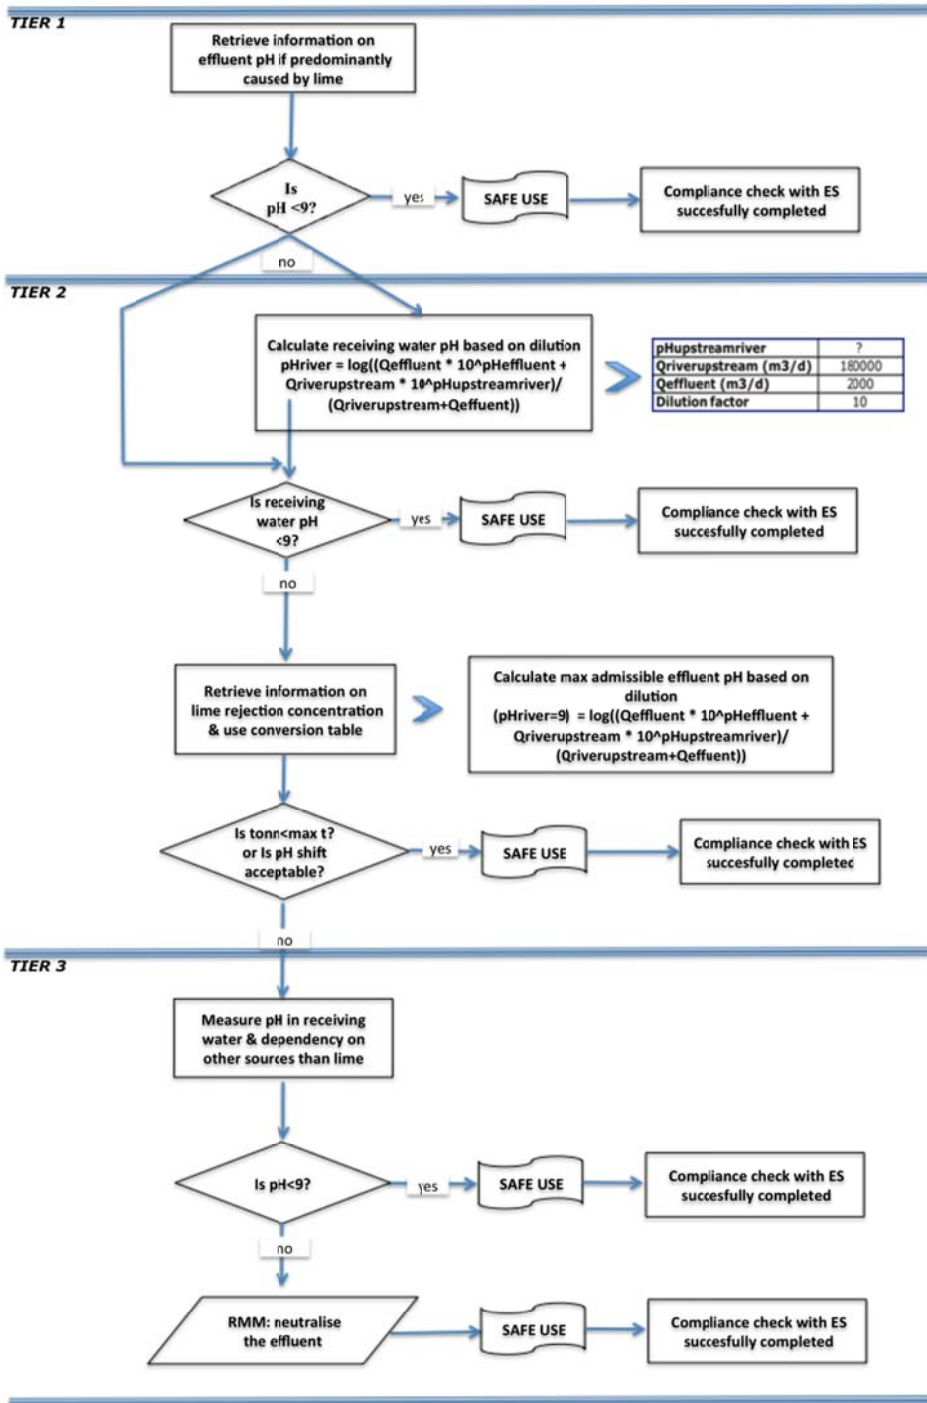 TIER 1
Retrieve information on
effluent pH if predominantly
caused by lime
Is
pH <9?
yes
SAFE USE
Compliance check with ES
succesfully completed
no
TIER 2
Calculate receiving water pH based on dilution
pHriver = log((Qeffluent * 10^pHeffluent +
Qriverupstream * 10^pHupstreamriver)/
(Qriverupstream+Qeffuent))
pHupstreamriver ?
Qriverupstream (m3/d) 180000
Qeffluent (m3/d) 2000
Dilution factor 10
Is receiving
water pH
<9?
yes
SAFE USE
Compliance check with ES
succesfully completed
no
Retrieve information on
lime rejection concentration
& use conversion table
Calculate max admissible effluent pH based on
dilution
(pHriver=9) = log((Qeffluent * 10^pHeffluent +
Qriverupstream * 10^pHupstreamriver)/
(Qriverupstream+Qeffuent))
Is tonn<max t?
or Is pH shift
acceptable?
yes
SAFE USE
Compliance check with ES
succesfully completed
no
TIER 3
Measure pH in receiving
water & dependency on
other sources than lime
Is pH<9?
yes
SAFE USE
Compliance check with ES
succesfully completed
no
RMM: neutralise
the effluent
SAFE USE
Compliance check with ES
succesfully completed